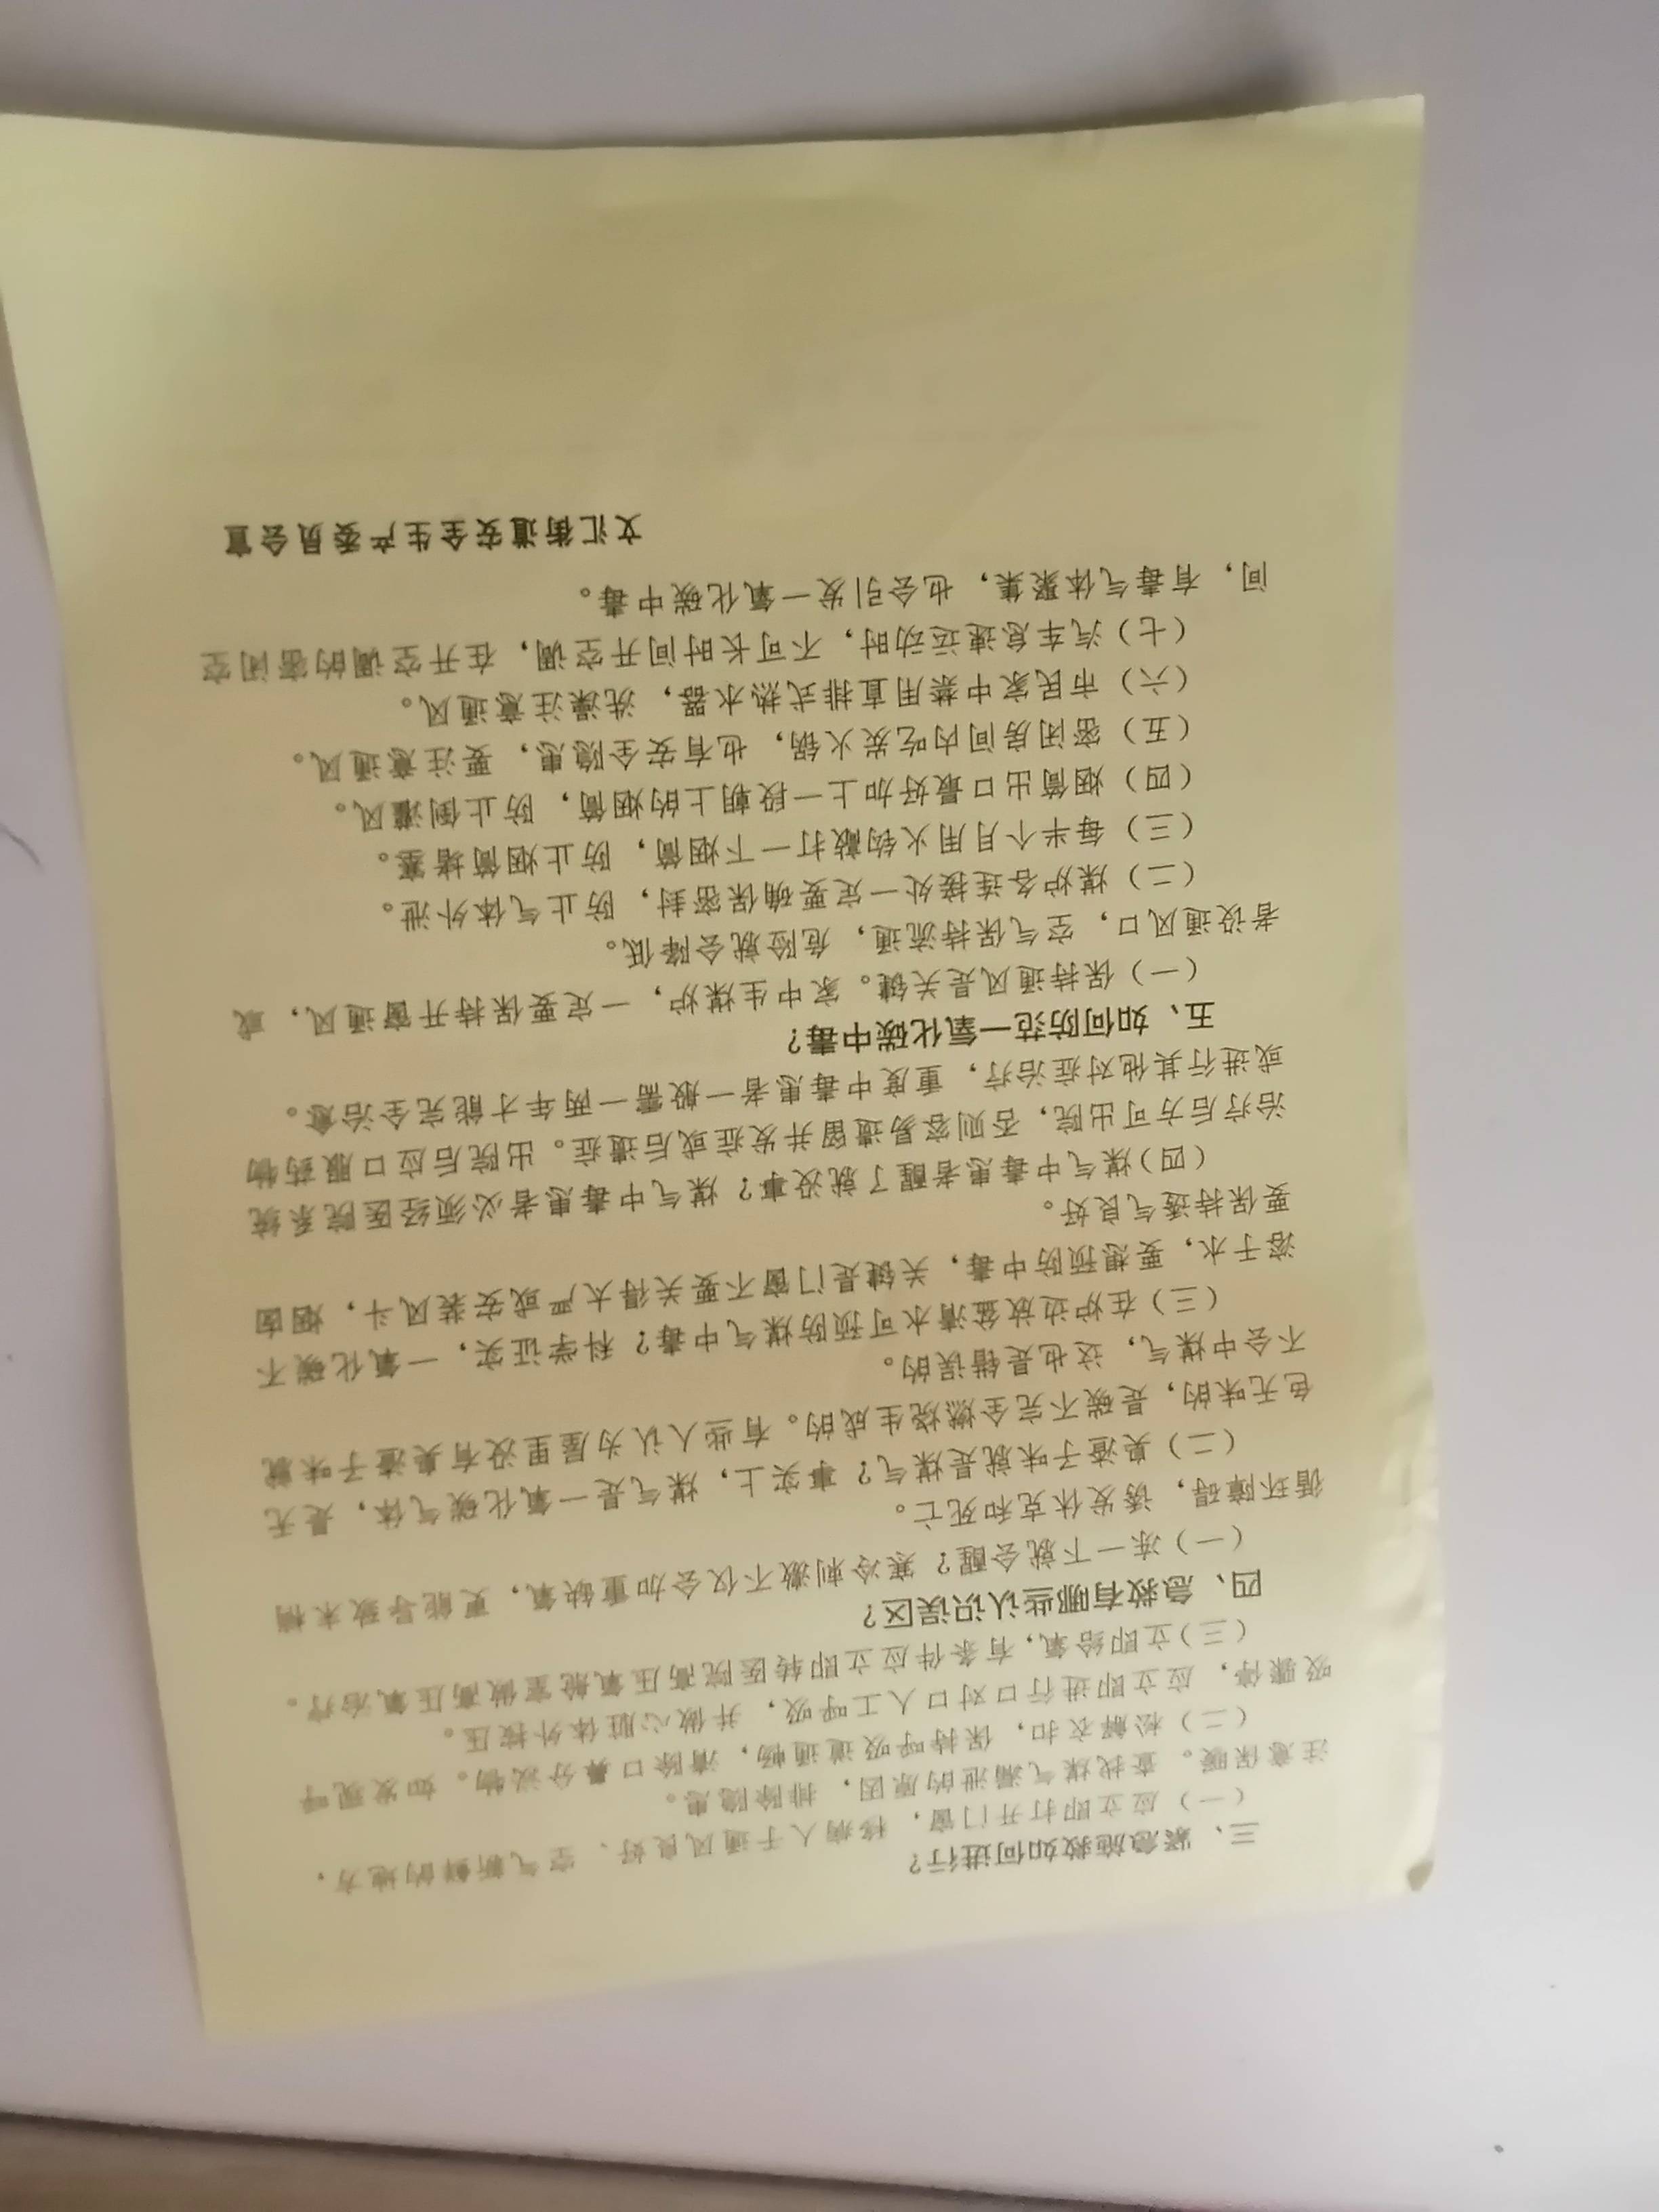 三、紧急施救如何进行?
(一)应立即打开门窗,移病人于通风良好、空气新鲜的地方,
注意保暖。查找煤气漏泄的原因,排除隐患。
(二)松解衣扣,保持呼吸道通畅,清除口鼻分泌物。如发现呼
吸骤停,应立即进行口对口人工呼吸,并做心脏体外按压。
(三)立即给氧,有条件应立即转医院高压氧舱室做高压氧治疗。
四、急救有哪些认识误区?
(一)冻一下就会醒?寒冷刺激不仅会加重缺氧,更能导致末梢
循环障碍,诱发休克和死亡。
(二)臭渣子味就是煤气?事实上,煤气是一氧化碳气体,是无
色无味的,是碳不完全燃烧生成的。有些人认为屋里没有臭渣子味就
不会中煤气,这也是错误的。
(三)在炉边放盆清水可预防煤气中毒?科学证实,一氧化碳不
溶于水,要想预防中毒,关键是门窗不要关得太严或安装风斗,烟囱
要保持透气良好。
(四)煤气中毒患者醒了就没事?煤气中毒患者必须经医院系统
治疗后方可出院,否则容易遗留并发症或后遗症。出院后应口服药物
或进行其他对症治疗,重度中毒患者一般需一两年才能完全治愈。
五、如何防范一氧化碳中毒?
(一)保持通风是关键。家中生煤炉,一定要保持开窗通风,或
者设通风口,空气保持流通,危险就会降低。
(二)煤炉各连接处一定要确保密封,防止气体外泄。
(三)每半个月用火钩敲打一下烟筒,防止烟筒堵塞。
(四)烟筒出口最好加上一段朝上的烟筒,防止倒灌风。
(五)密闭房间内吃炭火锅,也有安全隐患,要注意通风。
(六)市民家中禁用直排式热水器,洗澡注意通风。
(七)汽车怠速运动时,不可长时间开空调,在开空调的密闭空
间,有毒气体聚集,也会引发一氧化碳中毒。
文汇街道安全生产委员会宣